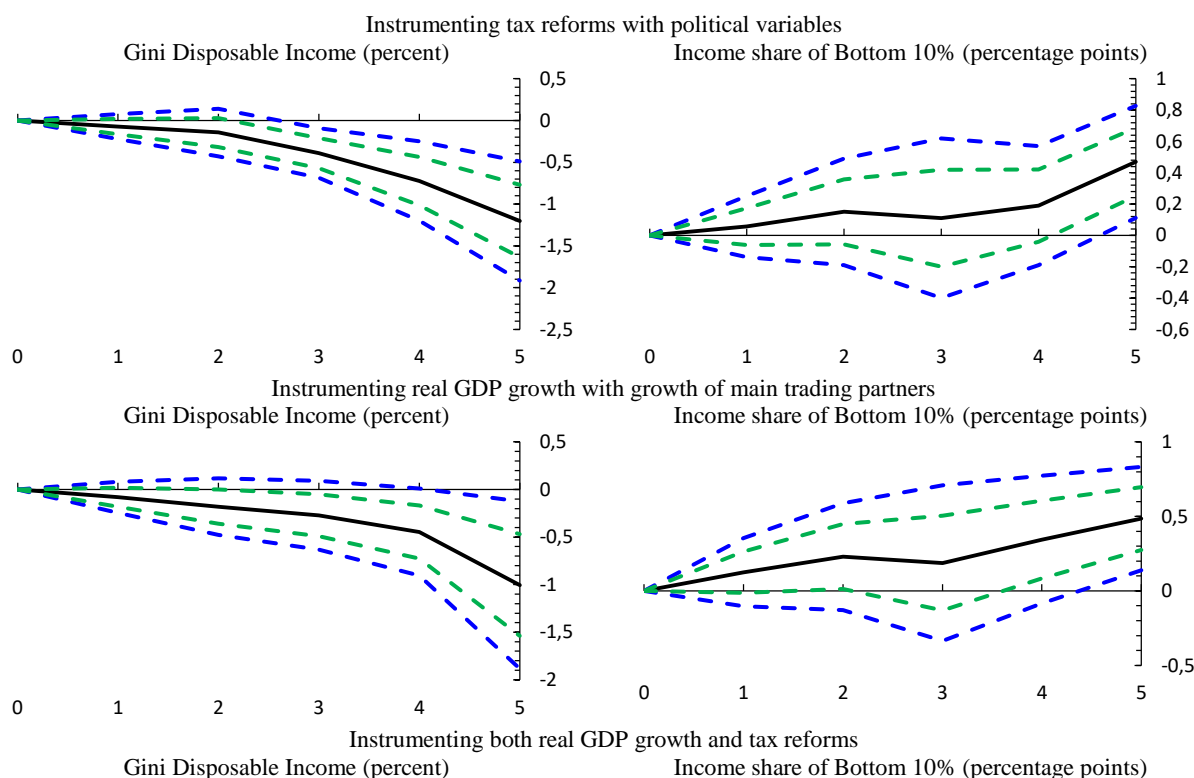 Instrumenting tax reforms with political variables
Gini Disposable Income (percent) Income share of Bottom 10% (percentage points)
0,5
0
-0,5
-1
-1,5
-2
-2,5
0 1 2 3 4 5
1
0,8
0,6
0,4
0,2
0
-0,2
-0,4
-0,6
0 1 2 3 4 5
Instrumenting real GDP growth with growth of main trading partners
Gini Disposable Income (percent) Income share of Bottom 10% (percentage points)
0,5
0
-0,5
-1
-1,5
-2
0 1 2 3 4 5
1
0,5
0
-0,5
0 1 2 3 4 5
Instrumenting both real GDP growth and tax reforms
Gini Disposable Income (percent) Income share of Bottom 10% (percentage points)